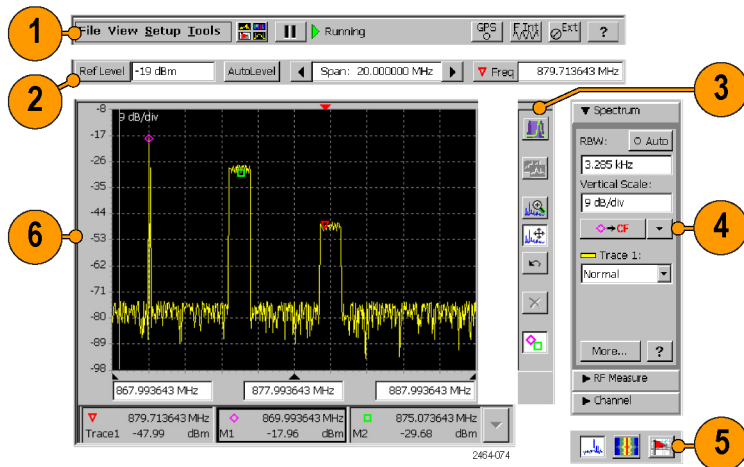 1
File View Setup Tools
Running
GPS
F Int
Ext
?
2
Ref Level
-19 dBm
AutoLevel
Span: 20.000000 MHz
Freq
879.713643 MHz
3
-8
9 dB/div
-17
-26
-35
-44
-53
-62
-71
-80
-89
-98
6
867.993643 MHz
877.993643 MHz
887.993643 MHz
879.713643 MHz
Trace1 -47.99 dBm
869.993643 MHz
M1 -17.96 dBm
875.073643 MHz
M2 -29.68 dBm
2464-074
Spectrum
RBW:
Auto
3.285 kHz
Vertical Scale:
9 dB/div
→CF
4
Trace 1:
Normal
More...
?
RF Measure
Channel
5